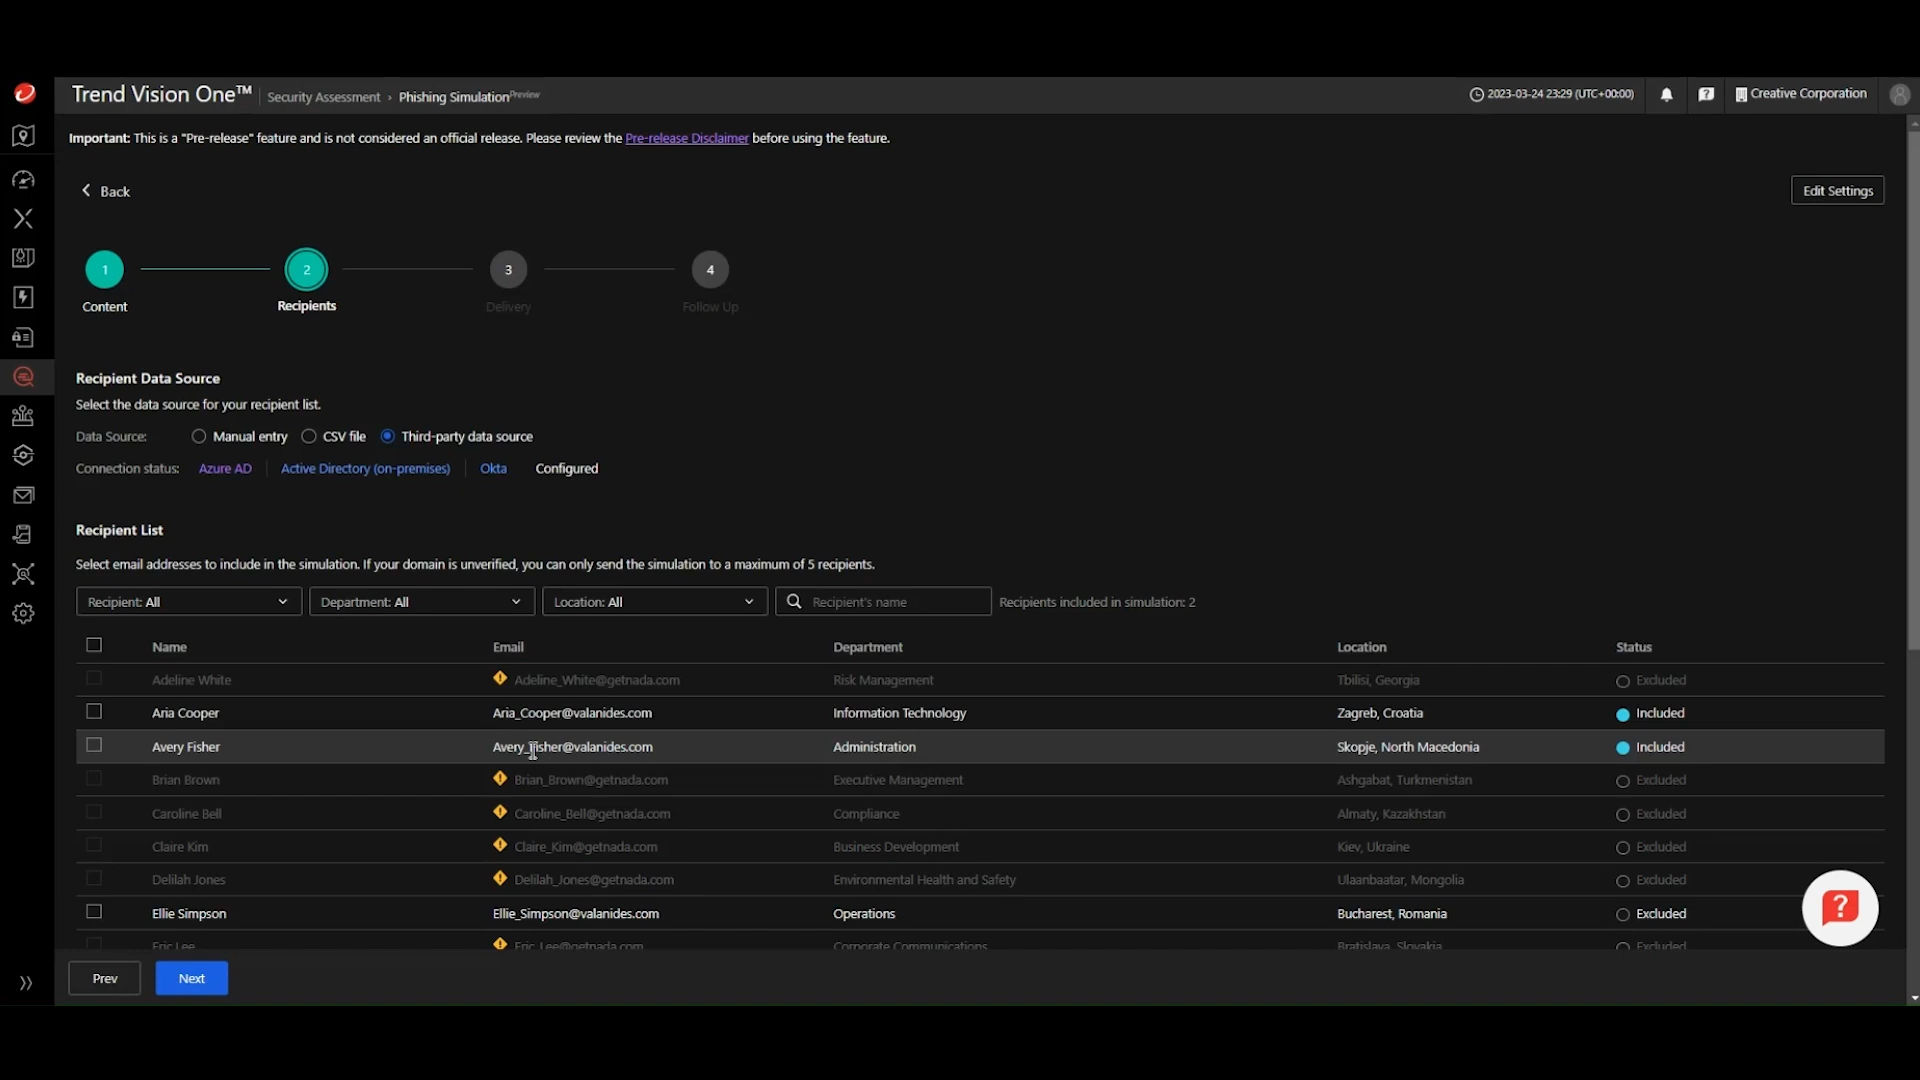 Trend Vision One™ Security Assessment › Phishing Simulation Preview 2023-03-24 23:29 (UTC+00:00) Creative Corporation
Important: This is a "Pre-release" feature and is not considered an official release. Please review the Pre-release Disclaimer before using the feature.
Back Edit Settings
1 2 3 4
Content Recipients Delivery Follow Up
Recipient Data Source
Select the data source for your recipient list.
Data Source: Manual entry CSV file Third-party data source
Connection status: Azure AD Active Directory (on-premises) Okta Configured
Recipient List
Select email addresses to include in the simulation. If your domain is unverified, you can only send the simulation to a maximum of 5 recipients.
Recipient: All Department: All Location: All Recipient's name Recipients included in simulation: 2
Name Email Department Location Status
Adeline White Adeline_White@getnada.com Risk Management Tbilisi, Georgia Excluded
Aria Cooper Aria_Cooper@valanides.com Information Technology Zagreb, Croatia Included
Avery Fisher Avery_Fisher@valanides.com Administration Skopje, North Macedonia Included
Brian Brown Brian_Brown@getnada.com Executive Management Ashgabat, Turkmenistan Excluded
Caroline Bell Caroline_Bell@getnada.com Compliance Almaty, Kazakhstan Excluded
Claire Kim Claire_Kim@getnada.com Business Development Kiev, Ukraine Excluded
Delilah Jones Delilah_Jones@getnada.com Environmental Health and Safety Ulaanbaatar, Mongolia Excluded
Ellie Simpson Ellie_Simpson@valanides.com Operations Bucharest, Romania Excluded
Eric Lee Eric_Lee@getnada.com Corporate Communications Bratislava, Slovakia Excluded
Prev Next